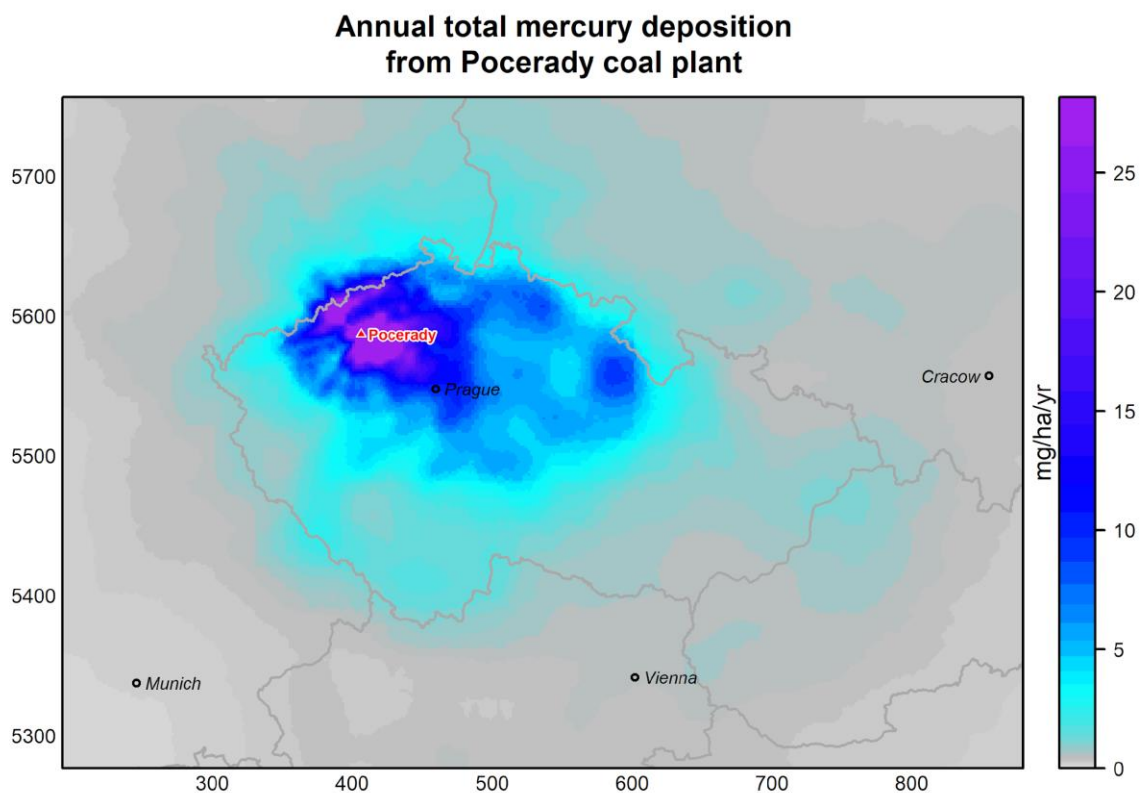 Annual total mercury deposition
from Pocerady coal plant
5700
5600
5500
5400
5300
300
400
500
600
700
800
Pocerady
Prague
Cracow
Munich
Vienna
25
20
15
10
5
0
mg/ha/yr